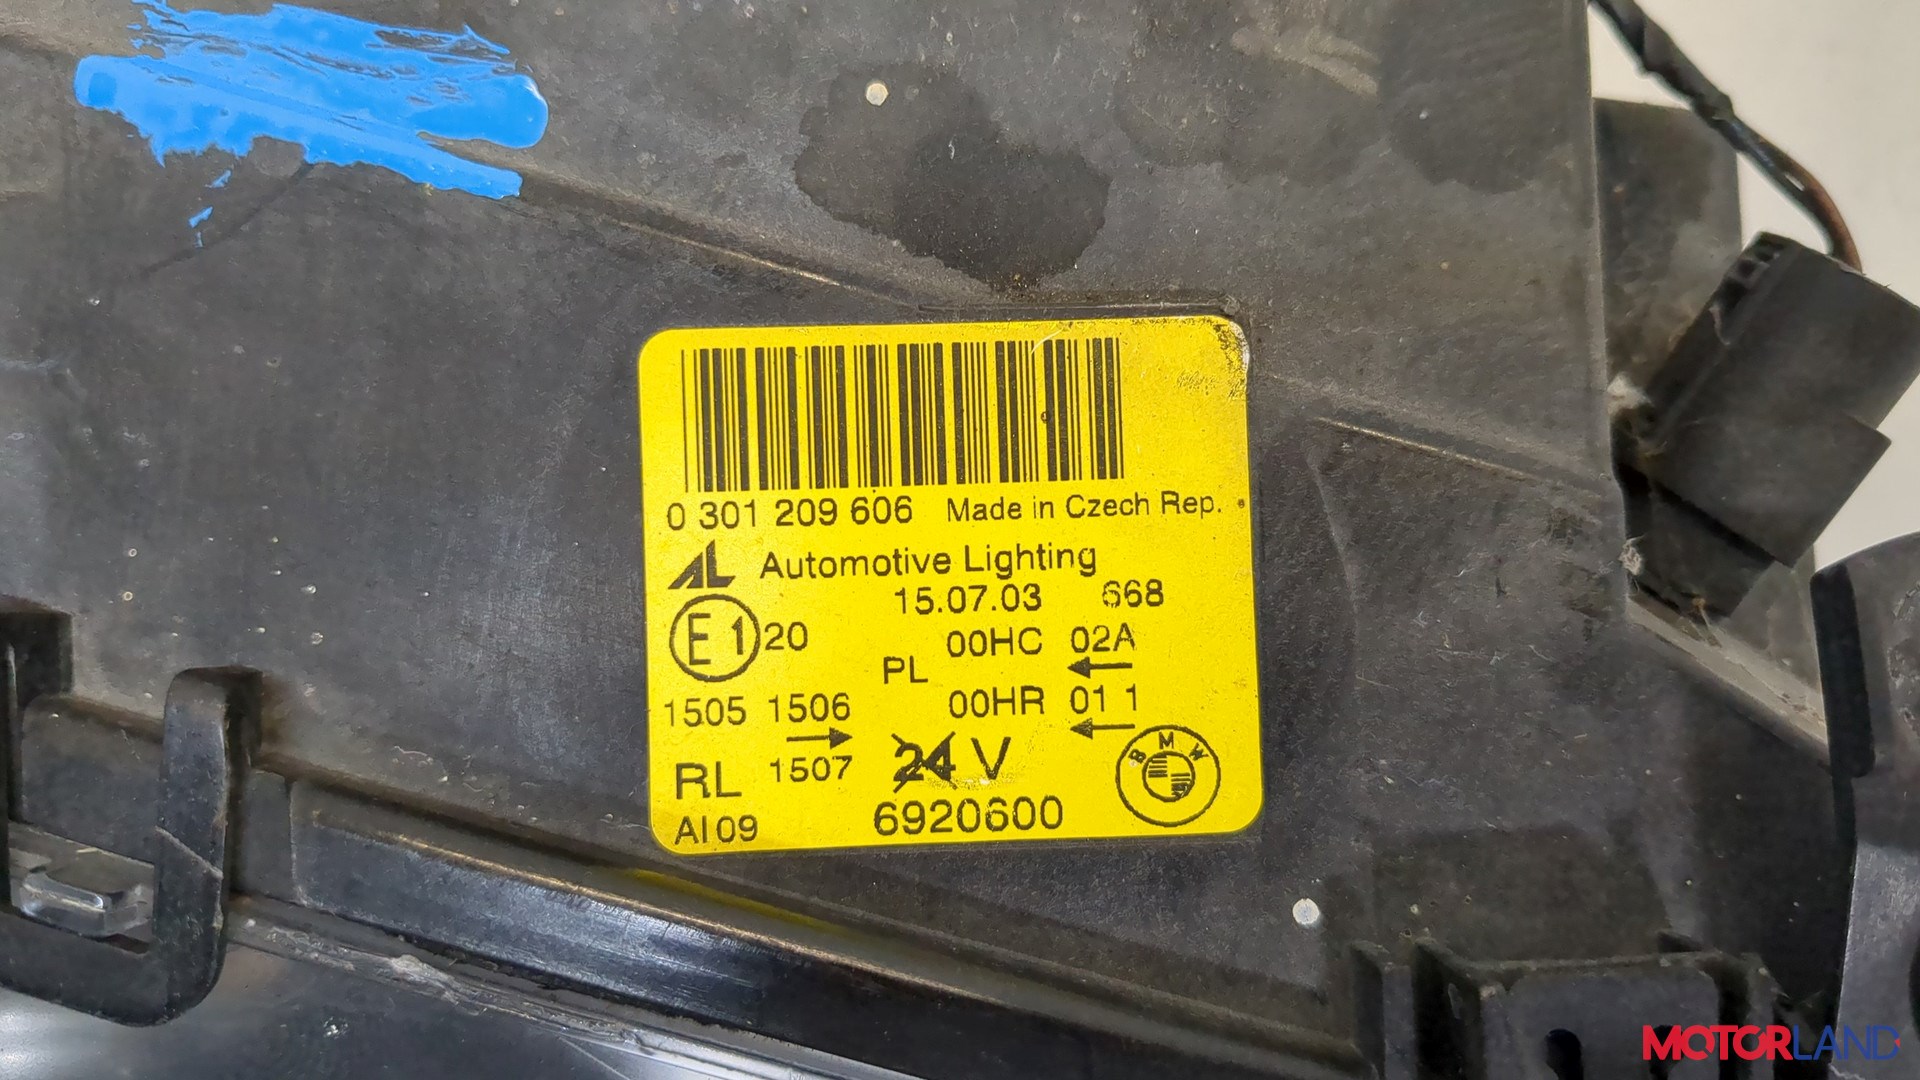 0 301 209 606 Made in Czech Rep.
AL Automotive Lighting
15.07.03 668
E1 20 00HC 02A
PL ←
1505 1506 00HR 01 1
→ ←
RL 1507 24 V BMW
AI 09 6920600
MOTORLAND